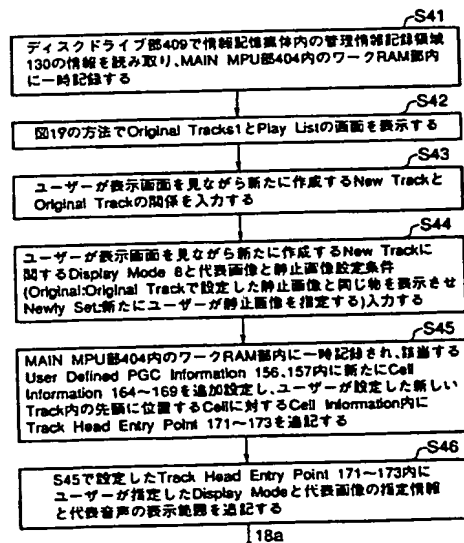 S41
ディスクドライブ部409で情報記憶媒体内の管理情報記録領域
130の情報を読み取り、MAIN MPU部404内のワークRAM部内
に一時記録する
S42
図19の方法でOriginal Tracks1とPlay Listの画面を表示する
S43
ユーザーが表示画面を見ながら新たに作成するNew Trackと
Original Trackの関係を入力する
S44
ユーザーが表示画面を見ながら新たに作成するNew Trackに
関するDisplay Mode 8と代表画像と静止画像設定条件
(Original:Original Trackで設定した静止画像と同じ物を表示させ
Newly Set:新たにユーザーが静止画像を指定する)入力する
S45
MAIN MPU部404内のワークRAM部内に一時記録され、該当する
User Defined PGC Information 156、157内に新たにCell
Information 164〜169を追加設定し、ユーザーが設定した新しい
Track内の先頭に位置するCellに対するCell Information内に
Track Head Entry Point 171〜173を追記する
S46
S45で設定したTrack Head Entry Point 171〜173内に
ユーザーが指定したDisplay Modeと代表画像の指定情報
と代表音声の表示範囲を追記する
18a